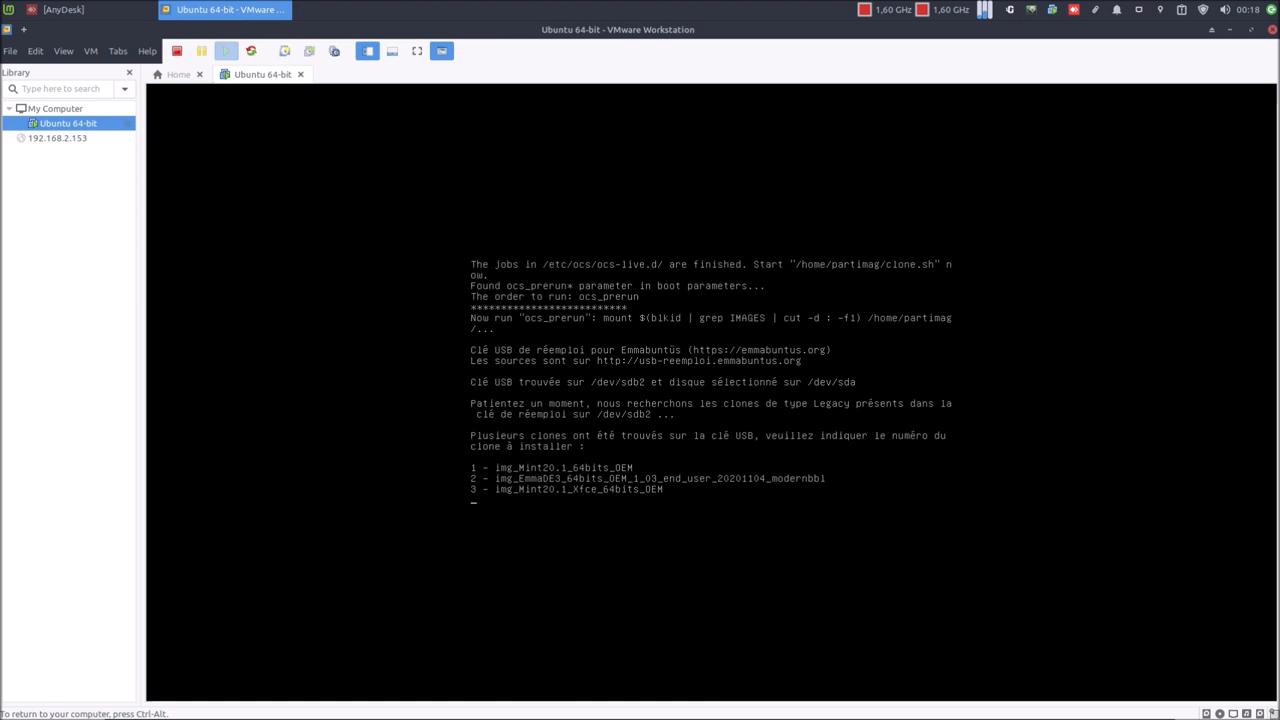 [AnyDesk]
Ubuntu 64-bit - VMware ...
1,60 GHz
1,60 GHz
00:18
Ubuntu 64-bit - VMware Workstation
File Edit View VM Tabs Help
Library
Home
Ubuntu 64-bit
Type here to search
My Computer
Ubuntu 64-bit
192.168.2.153
The jobs in /etc/ocs/ocs-live.d/ are finished. Start "/home/partimag/clone.sh" n
ow.
Found ocs_prerun* parameter in boot parameters...
The order to run: ocs_prerun
**************************
Now run "ocs_prerun": mount $(blkid | grep IMAGES | cut -d : -f1) /home/partimag
/...
Clé USB de réemploi pour Emmabuntüs (https://emmabuntus.org)
Les sources sont sur http://usb-reemploi.emmabuntus.org
Clé USB trouvée sur /dev/sdb2 et disque sélectionné sur /dev/sda
Patientez un moment, nous recherchons les clones de type Legacy présents dans la
clé de réemploi sur /dev/sdb2 ...
Plusieurs clones ont été trouvés sur la clé USB, veuillez indiquer le numéro du
clone à installer :
1 - img_Mint20.1_64bits_OEM
2 - img_EmmaDE3_64bits_OEM_1_03_end_user_20201104_modernbbl
3 - img_Mint20.1_Xfce_64bits_OEM
_
To return to your computer, press Ctrl-Alt.